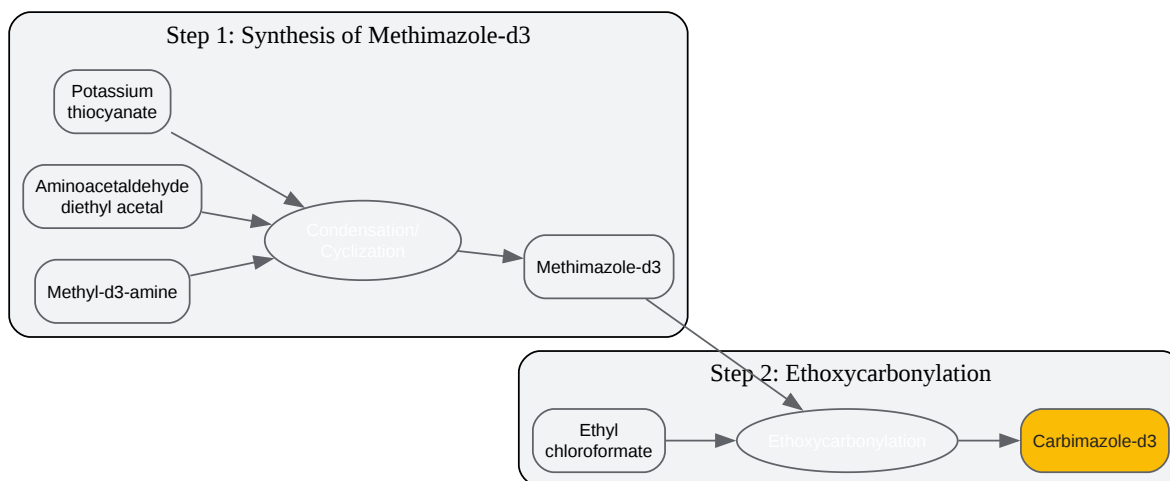 Step 1: Synthesis of Methimazole-d3
Potassium
thiocyanate
Aminoacetaldehyde
diethyl acetal
Methyl-d3-amine
Condensation/
Cyclization
Methimazole-d3
Step 2: Ethoxycarbonylation
Ethyl
chloroformate
Ethoxycarbonylation
Carbimazole-d3